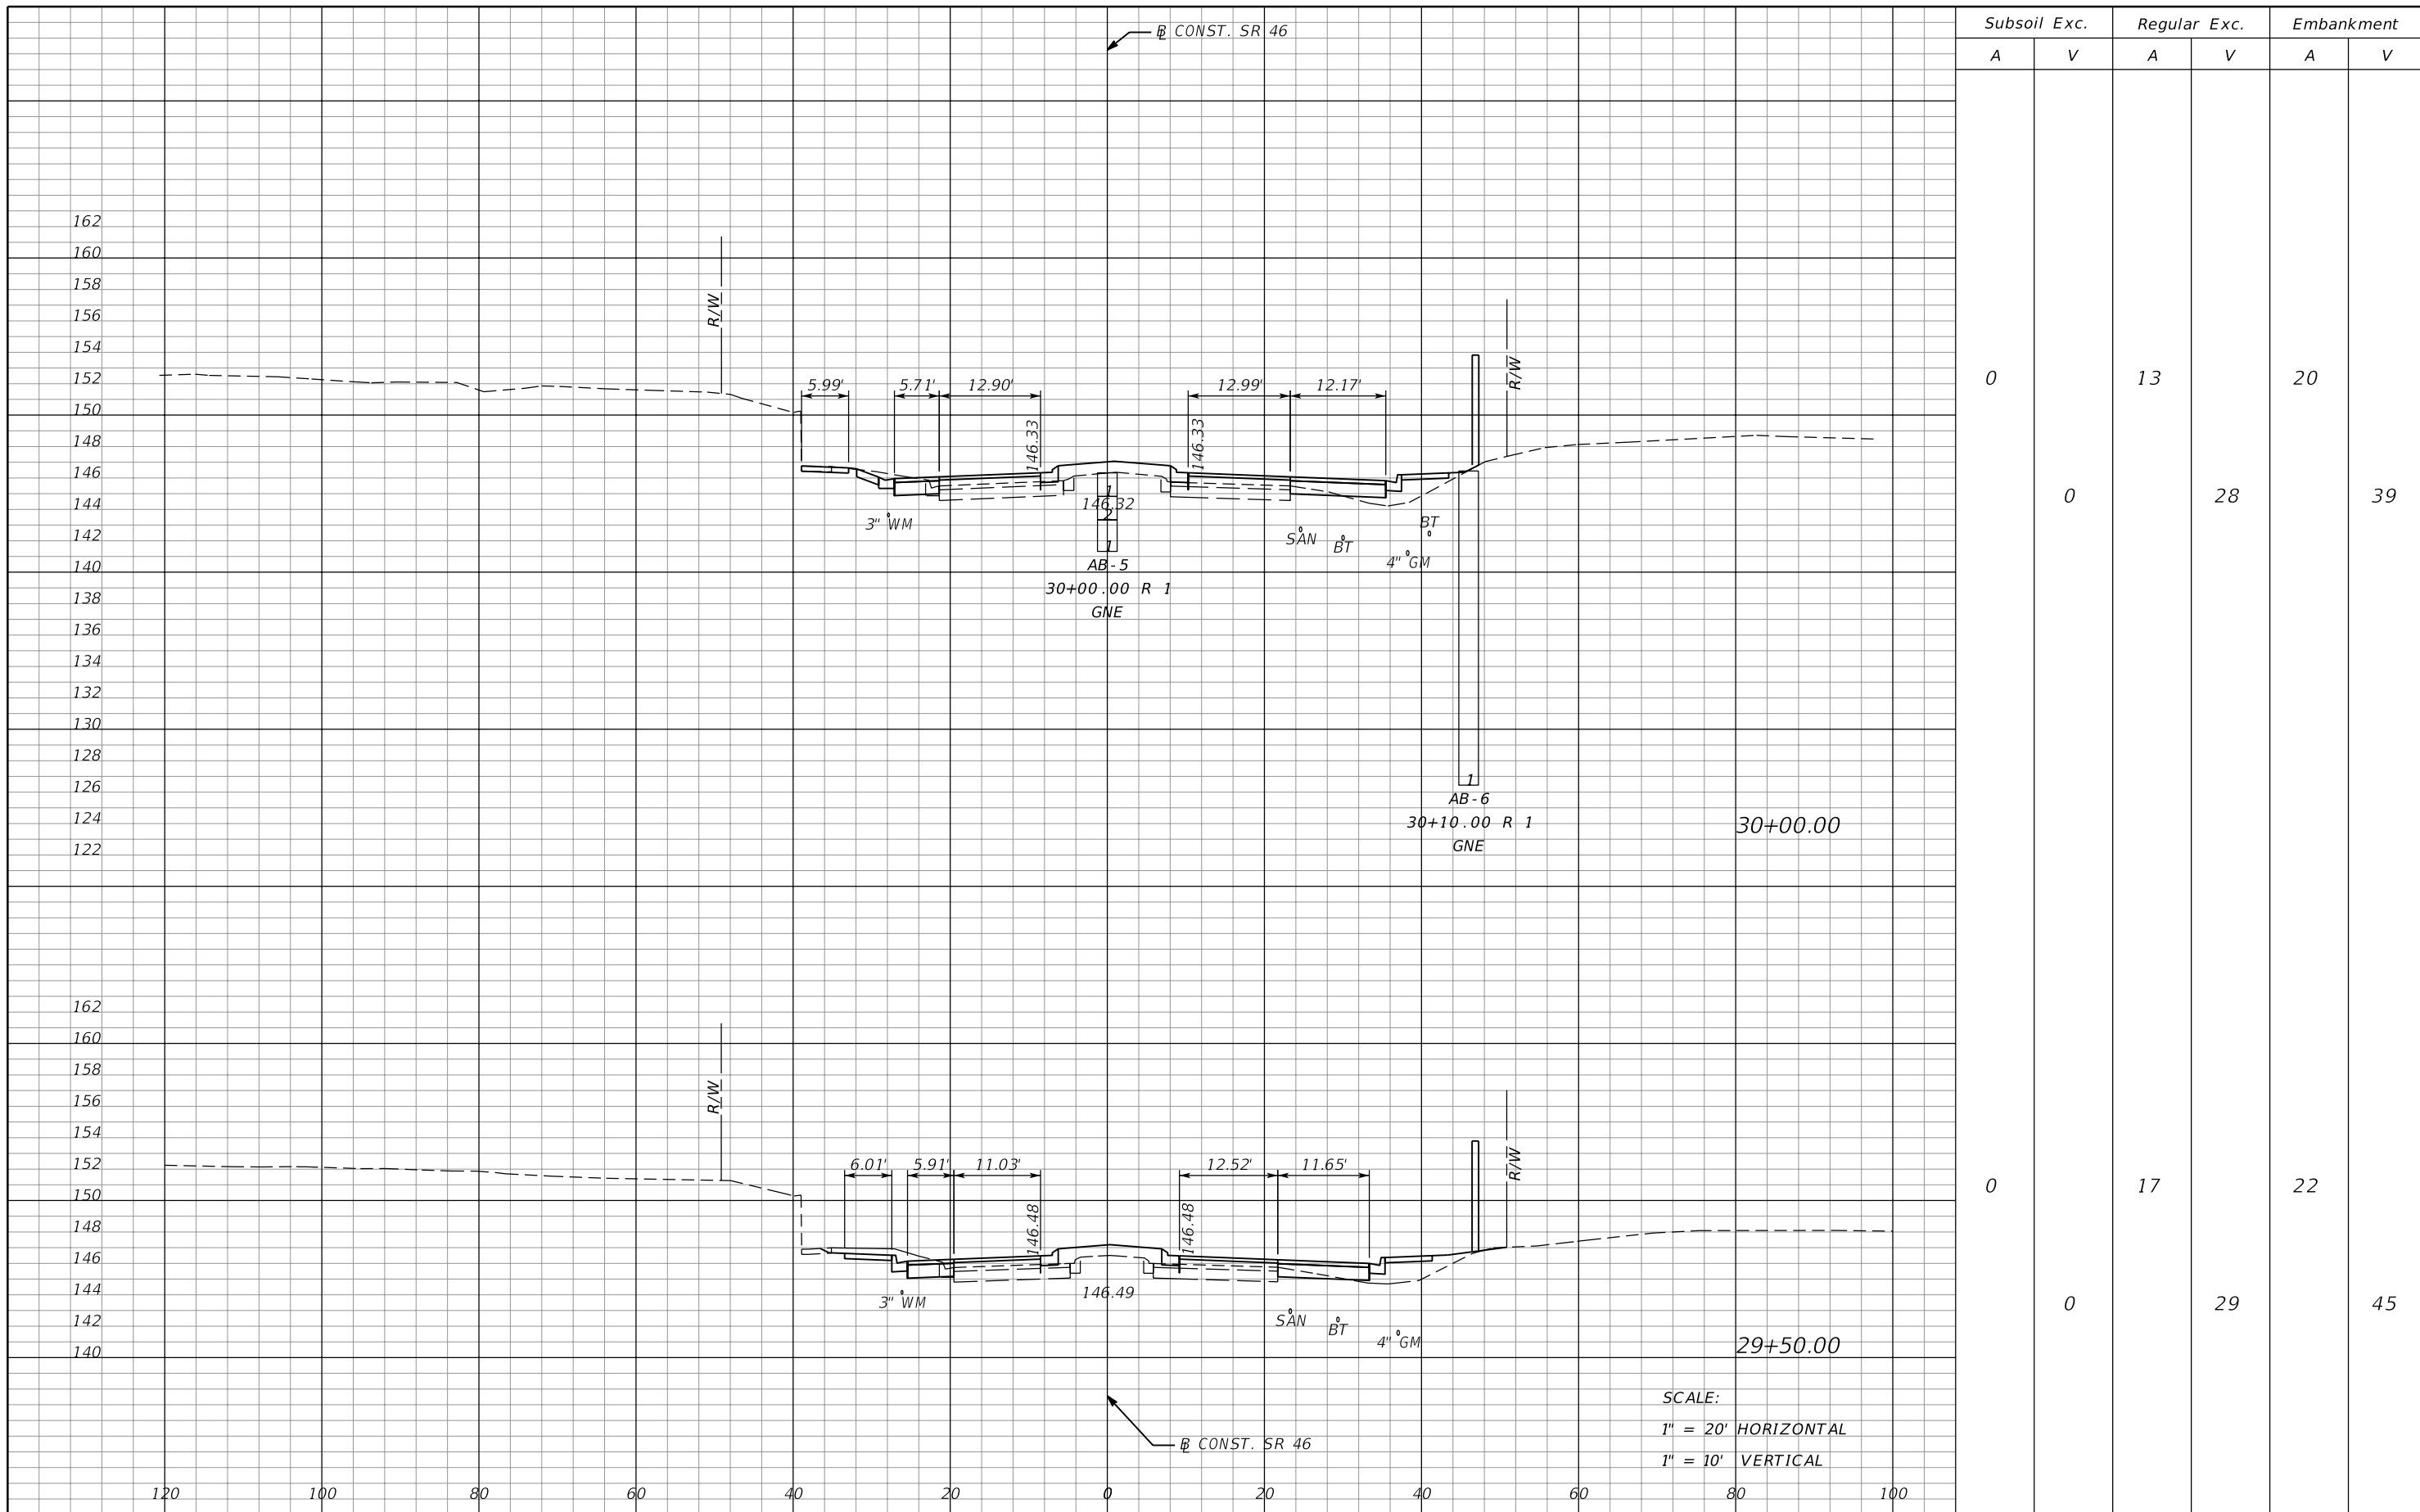 Subsoil Exc. Regular Exc. Embankment
A V A V A V
℄ CONST. SR 46
162
160
158
156
154
152
150
148
146
144
142
140
138
136
134
132
130
128
126
124
122
R/W
R/W
5.99' 5.71' 12.90' 12.99' 12.17'
146.33 146.33
1
146.32
2
1
3" WM
SAN
BT
4" GM
BT
AB-5
30+00.00 R 1
GNE
1
AB-6
30+10.00 R 1
GNE
30+00.00
0 13 20
0 28 39
162
160
158
156
154
152
150
148
146
144
142
140
R/W
R/W
6.01' 5.91' 11.03' 12.52' 11.65'
146.48 146.48
146.49
3" WM
SAN
BT
4" GM
29+50.00
0 17 22
0 29 45
SCALE:
1" = 20' HORIZONTAL
1" = 10' VERTICAL
℄ CONST. SR 46
120 100 80 60 40 20 0 20 40 60 80 100